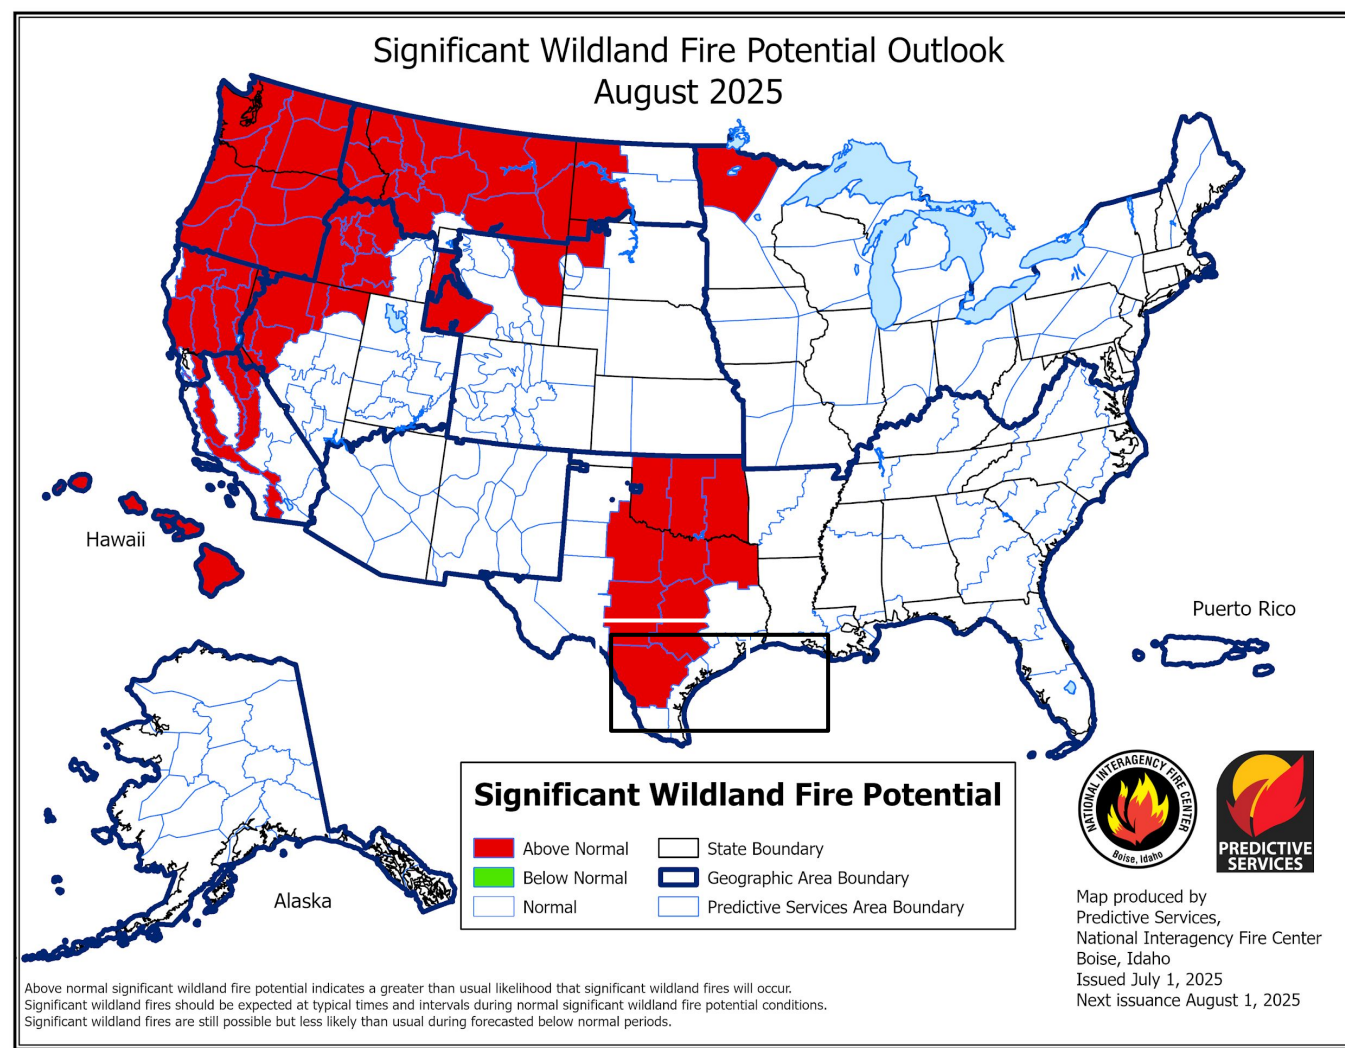 Significant Wildland Fire Potential Outlook
August 2025
Hawaii
Puerto Rico
Alaska
Significant Wildland Fire Potential
Above Normal
Below Normal
Normal
State Boundary
Geographic Area Boundary
Predictive Services Area Boundary
NATIONAL INTERAGENCY FIRE CENTER
Boise, Idaho
PREDICTIVE
SERVICES
Map produced by
Predictive Services,
National Interagency Fire Center
Boise, Idaho
Issued July 1, 2025
Next issuance August 1, 2025
Above normal significant wildland fire potential indicates a greater than usual likelihood that significant wildland fires will occur.
Significant wildland fires should be expected at typical times and intervals during normal significant wildland fire potential conditions.
Significant wildland fires are still possible but less likely than usual during forecasted below normal periods.